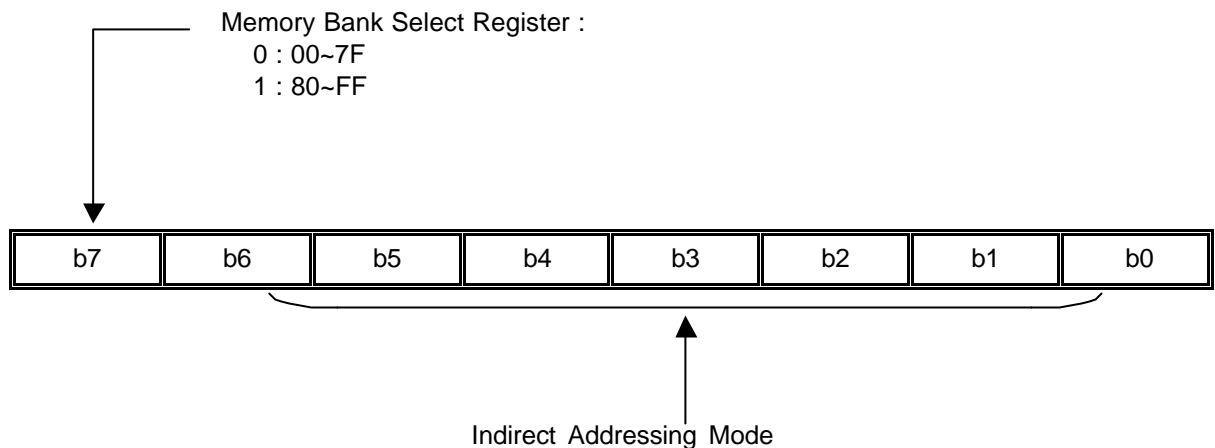 Memory Bank Select Register :
0 : 00~7F
1 : 80~FF
b7 b6 b5 b4 b3 b2 b1 b0
Indirect Addressing Mode